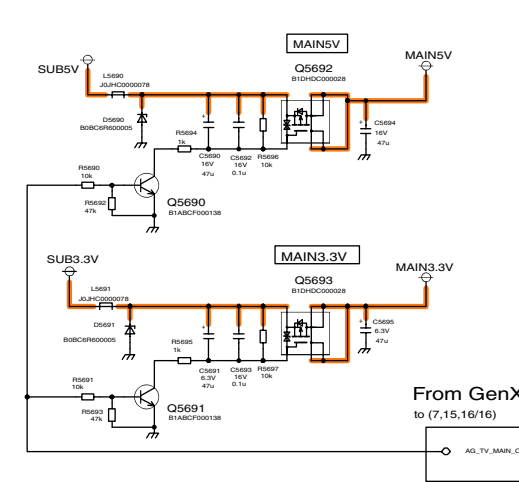 MAIN5V
SUB5V
MAIN5V
Q5692
B1DHDC000028
L5690
J0JHC0000078
D5690
B0BC6R600005
R5694
1k
C5690
16V
47u
C5692
16V
0.1u
R5696
10k
C5694
16V
47u
R5690
10k
R5692
47k
Q5690
B1ABCF000138
MAIN3.3V
SUB3.3V
MAIN3.3V
Q5693
B1DHDC000028
L5691
J0JHC0000078
D5691
B0BC6R600005
R5695
1k
C5691
6.3V
47u
C5693
16V
0.1u
R5697
10k
C5695
6.3V
47u
R5691
10k
R5693
47k
Q5691
B1ABCF000138
From GenX
to (7,15,16/16)
AG_TV_MAIN_O